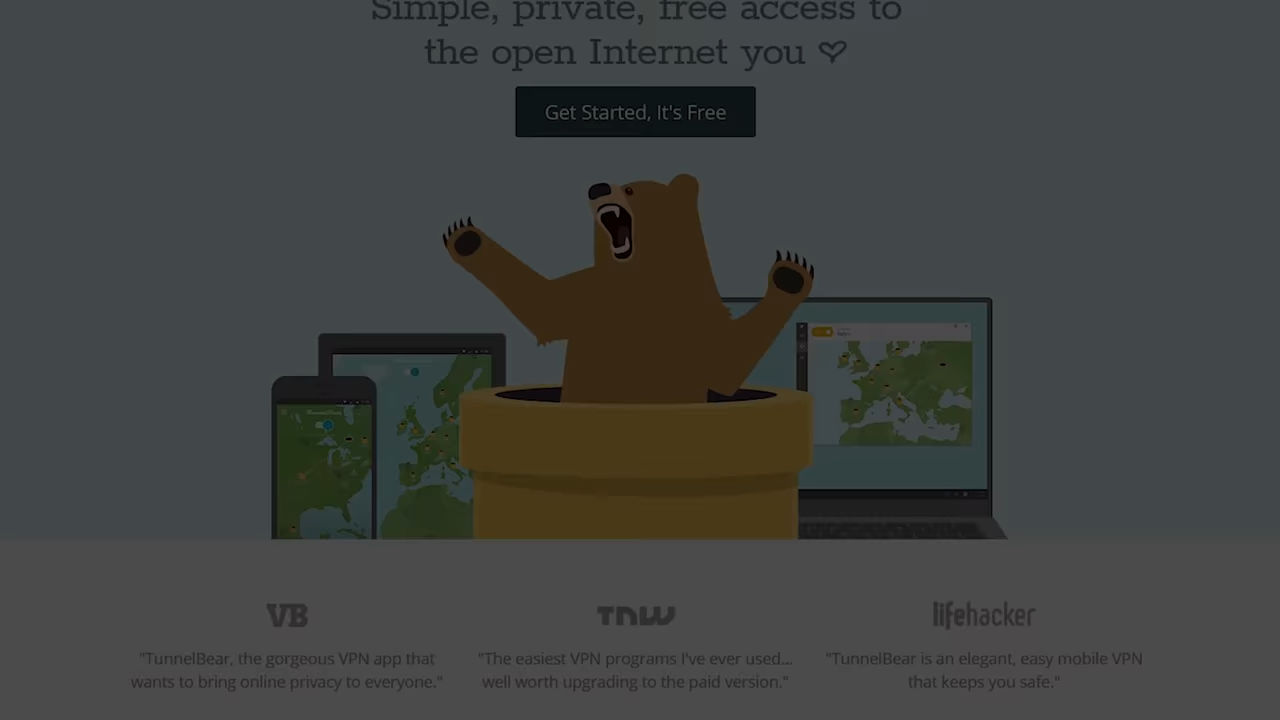 Simple, private, free access to
the open Internet you ♡
Get Started, It's Free
VB
TNW
lifehacker
"TunnelBear, the gorgeous VPN app that
wants to bring online privacy to everyone."
"The easiest VPN programs I've ever used...
well worth upgrading to the paid version."
"TunnelBear is an elegant, easy mobile VPN
that keeps you safe."